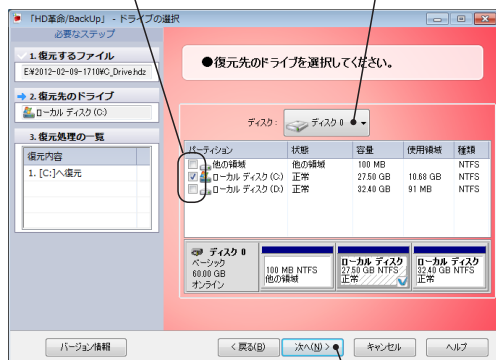 「HD革命/BackUp」 - ドライブの選択
必要なステップ
1. 復元するファイル
E:¥2012-02-09-1710¥C_Drive.hdz
2. 復元先のドライブ
ローカル ディスク (C:)
3. 復元処理の一覧
復元内容
1. [C:]へ復元
●復元先のドライブを選択してください。
ディスク: ディスク 0
パーティション 状態 容量 使用領域 種類
他の領域 他の領域 100 MB NTFS
ローカル ディスク (C:) 正常 27.50 GB 10.68 GB NTFS
ローカル ディスク (D:) 正常 32.40 GB 91 MB NTFS
ディスク 0
ベーシック
60.00 GB
オンライン
100 MB NTFS
他の領域
ローカル ディスク
27.50 GB NTFS
正常
ローカル ディスク
32.40 GB NTFS
正常
バージョン情報 < 戻る(B) 次へ(N) > キャンセル ヘルプ